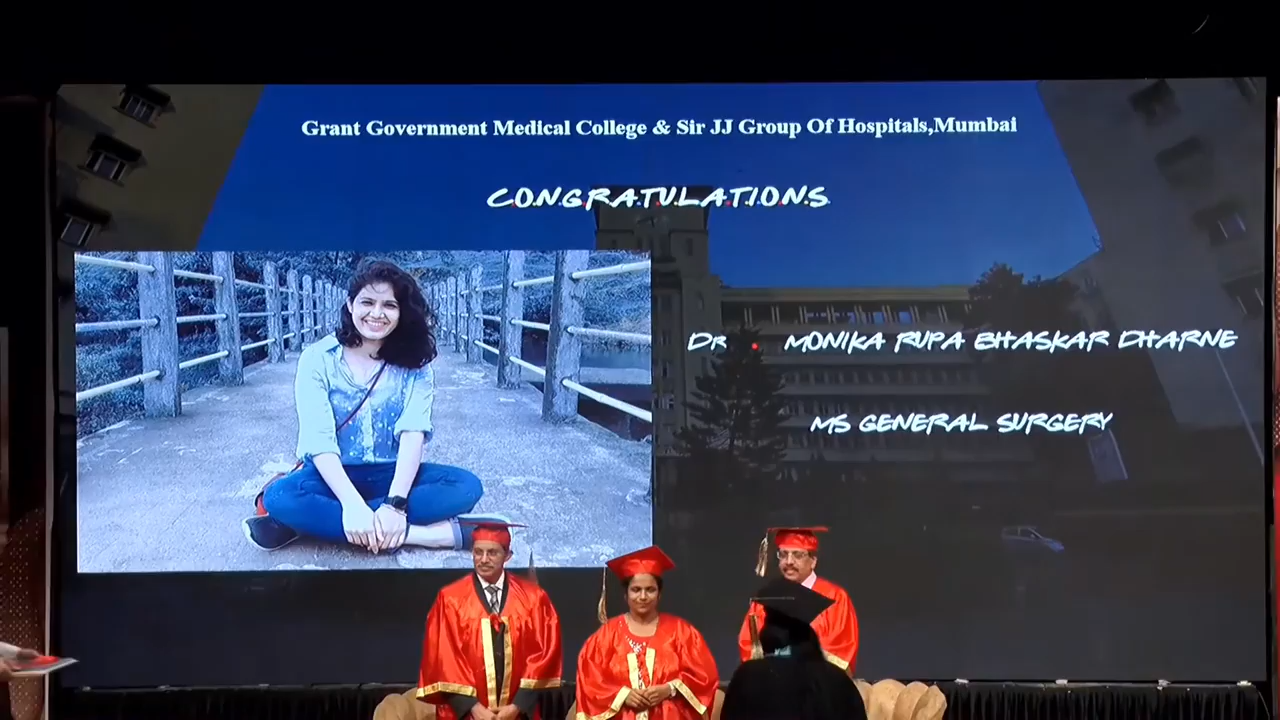 Grant Government Medical College & Sir JJ Group Of Hospitals,Mumbai
CONGRATULATIONS
DR . MONIKA RUPA BHASKAR DHARNE
MS GENERAL SURGERY